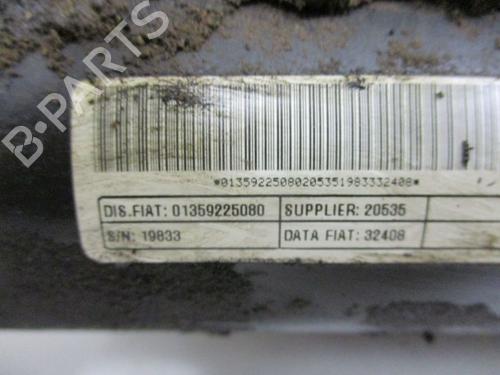 B-PARTS
*01359225080205351983332408*
DIS.FIAT: 01359225080 SUPPLIER: 20535
S/N: 19833 DATA FIAT: 32408